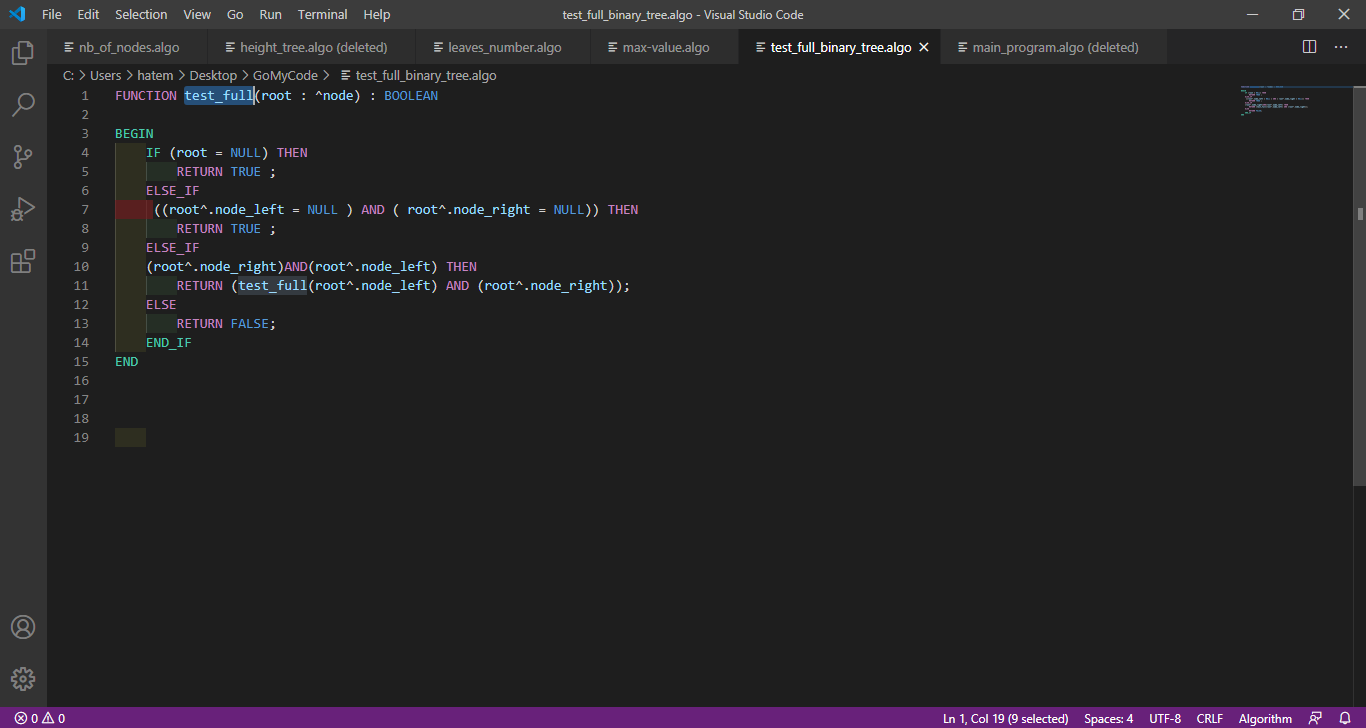 File Edit Selection View Go Run Terminal Help test_full_binary_tree.algo - Visual Studio Code
nb_of_nodes.algo height_tree.algo (deleted) leaves_number.algo max-value.algo test_full_binary_tree.algo main_program.algo (deleted)
C: > Users > hatem > Desktop > GoMyCode > test_full_binary_tree.algo
1 FUNCTION test_full(root : ^node) : BOOLEAN
2
3 BEGIN
4 IF (root = NULL) THEN
5 RETURN TRUE ;
6 ELSE_IF
7 ((root^.node_left = NULL ) AND ( root^.node_right = NULL)) THEN
8 RETURN TRUE ;
9 ELSE_IF
10 (root^.node_right)AND(root^.node_left) THEN
11 RETURN (test_full(root^.node_left) AND (root^.node_right));
12 ELSE
13 RETURN FALSE;
14 END_IF
15 END
16
17
18
19
0 0 Ln 1, Col 19 (9 selected) Spaces: 4 UTF-8 CRLF Algorithm